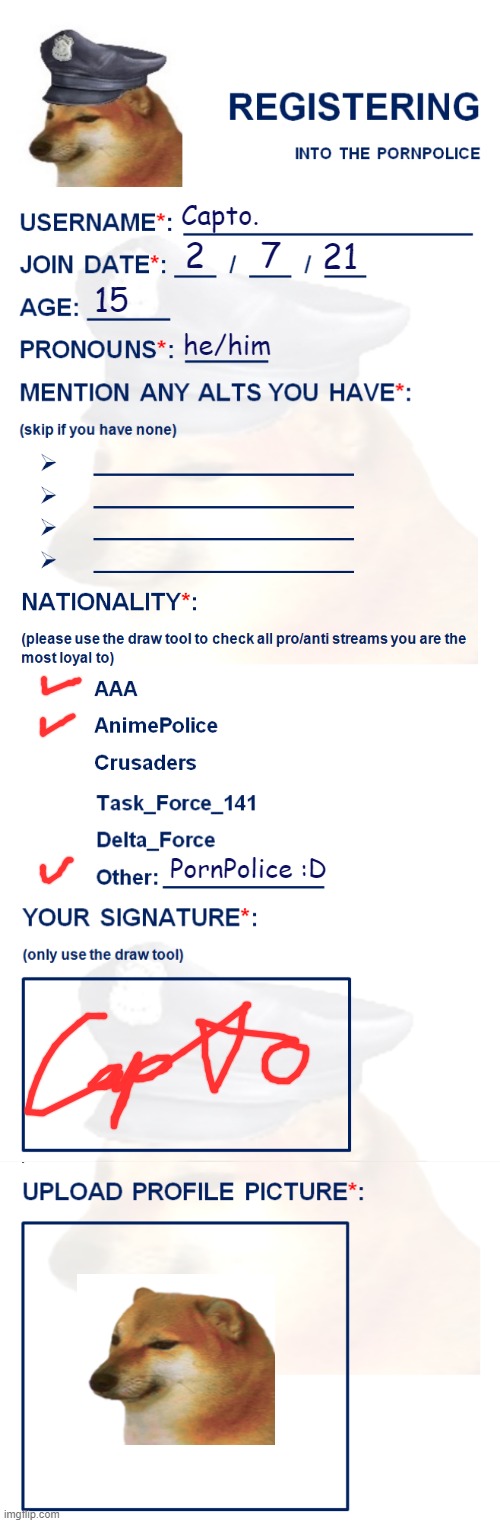 REGISTERING
INTO THE PORNPOLICE
USERNAME*: Capto.
JOIN DATE*: 2 / 7 / 21
AGE: 15
PRONOUNS*: he/him
MENTION ANY ALTS YOU HAVE*:
(skip if you have none)
NATIONALITY*:
(please use the draw tool to check all pro/anti streams you are the
most loyal to)
AAA
AnimePolice
Crusaders
Task_Force_141
Delta_Force
Other: PornPolice :D
YOUR SIGNATURE*:
(only use the draw tool)
Capto
UPLOAD PROFILE PICTURE*:
imgflip.com